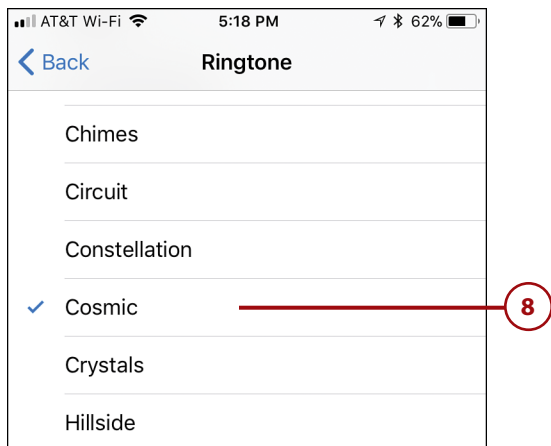 AT&T Wi-Fi 5:18 PM 62%
Back Ringtone
Chimes
Circuit
Constellation
Cosmic 8
Crystals
Hillside